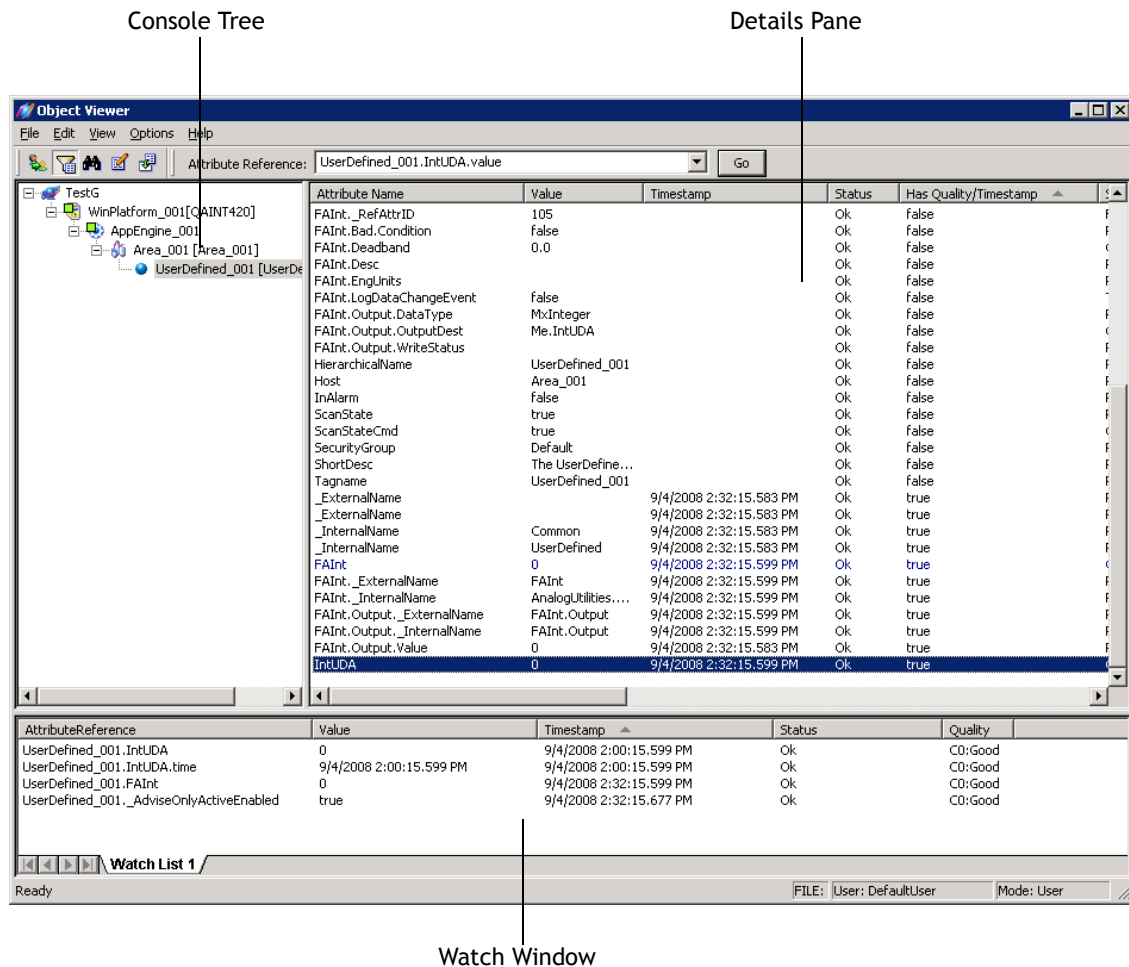 Console Tree Details Pane
Object Viewer
File Edit View Options Help
Attribute Reference: UserDefined_001.IntUDA.value Go
TestG
WinPlatform_001[QAINT420]
AppEngine_001
Area_001 [Area_001]
UserDefined_001 [UserDe
Attribute Name Value Timestamp Status Has Quality/Timestamp
FAInt._RefAttrID 105 Ok false
FAInt.Bad.Condition false Ok false
FAInt.Deadband 0.0 Ok false
FAInt.Desc Ok false
FAInt.EngUnits Ok false
FAInt.LogDataChangeEvent false Ok false
FAInt.Output.DataType MxInteger Ok false
FAInt.Output.OutputDest Me.IntUDA Ok false
FAInt.Output.WriteStatus Ok false
HierarchicalName UserDefined_001 Ok false
Host Area_001 Ok false
InAlarm false Ok false
ScanState true Ok false
ScanStateCmd true Ok false
SecurityGroup Default Ok false
ShortDesc The UserDefine... Ok false
Tagname UserDefined_001 Ok false
_ExternalName 9/4/2008 2:32:15.583 PM Ok true
_ExternalName 9/4/2008 2:32:15.583 PM Ok true
_InternalName Common 9/4/2008 2:32:15.583 PM Ok true
_InternalName UserDefined 9/4/2008 2:32:15.583 PM Ok true
FAInt 0 9/4/2008 2:32:15.599 PM Ok true
FAInt._ExternalName FAInt 9/4/2008 2:32:15.599 PM Ok true
FAInt._InternalName AnalogUtilities.... 9/4/2008 2:32:15.599 PM Ok true
FAInt.Output._ExternalName FAInt.Output 9/4/2008 2:32:15.599 PM Ok true
FAInt.Output._InternalName FAInt.Output 9/4/2008 2:32:15.599 PM Ok true
FAInt.Output.Value 0 9/4/2008 2:32:15.599 PM Ok true
IntUDA 0 9/4/2008 2:32:15.599 PM Ok true
AttributeReference Value Timestamp Status Quality
UserDefined_001.IntUDA 0 9/4/2008 2:00:15.599 PM Ok C0:Good
UserDefined_001.IntUDA.time 9/4/2008 2:00:15.599 PM 9/4/2008 2:00:15.599 PM Ok C0:Good
UserDefined_001.FAInt 0 9/4/2008 2:32:15.599 PM Ok C0:Good
UserDefined_001._AdviseOnlyActiveEnabled true 9/4/2008 2:32:15.677 PM Ok C0:Good
Watch List 1
Ready FILE: User: DefaultUser Mode: User
Watch Window